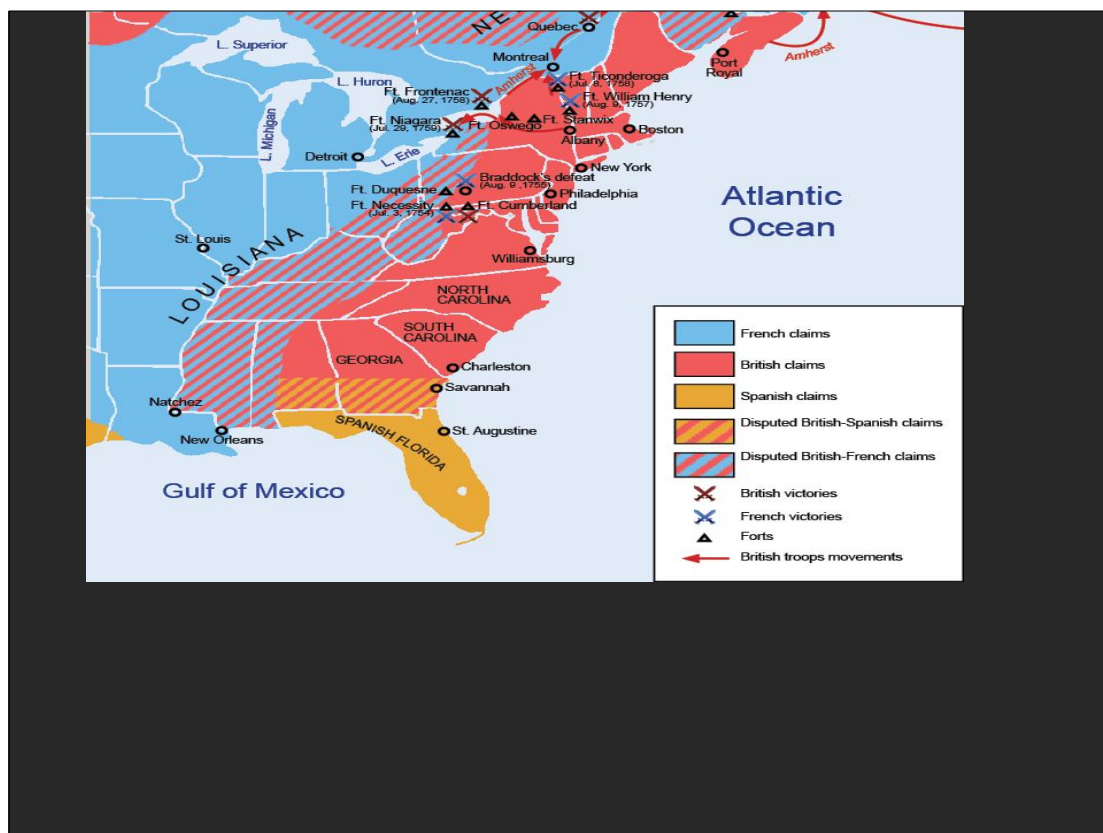 NE
Quebec
L. Superior
Montreal
Amherst
Port
Royal
L. Huron
Amherst
Ft. Ticonderoga
(Jul. 8, 1758)
Ft. Frontenac
(Aug. 27, 1758)
Ft. William Henry
(Aug. 9, 1757)
L. Michigan
Ft. Niagara
(Jul. 29, 1759)
Ft. Oswego
Ft. Stanwix
Albany
Boston
Detroit
L. Erie
New York
Braddock's defeat
(Aug. 9, 1755)
Ft. Duquesne
Philadelphia
Ft. Necessity
(Jul. 3, 1754)
Ft. Cumberland
Atlantic
Ocean
St. Louis
LOUISIANA
Williamsburg
NORTH
CAROLINA
SOUTH
CAROLINA
GEORGIA
Charleston
Savannah
Natchez
New Orleans
SPANISH FLORIDA
St. Augustine
Gulf of Mexico
French claims
British claims
Spanish claims
Disputed British-Spanish claims
Disputed British-French claims
British victories
French victories
Forts
British troops movements